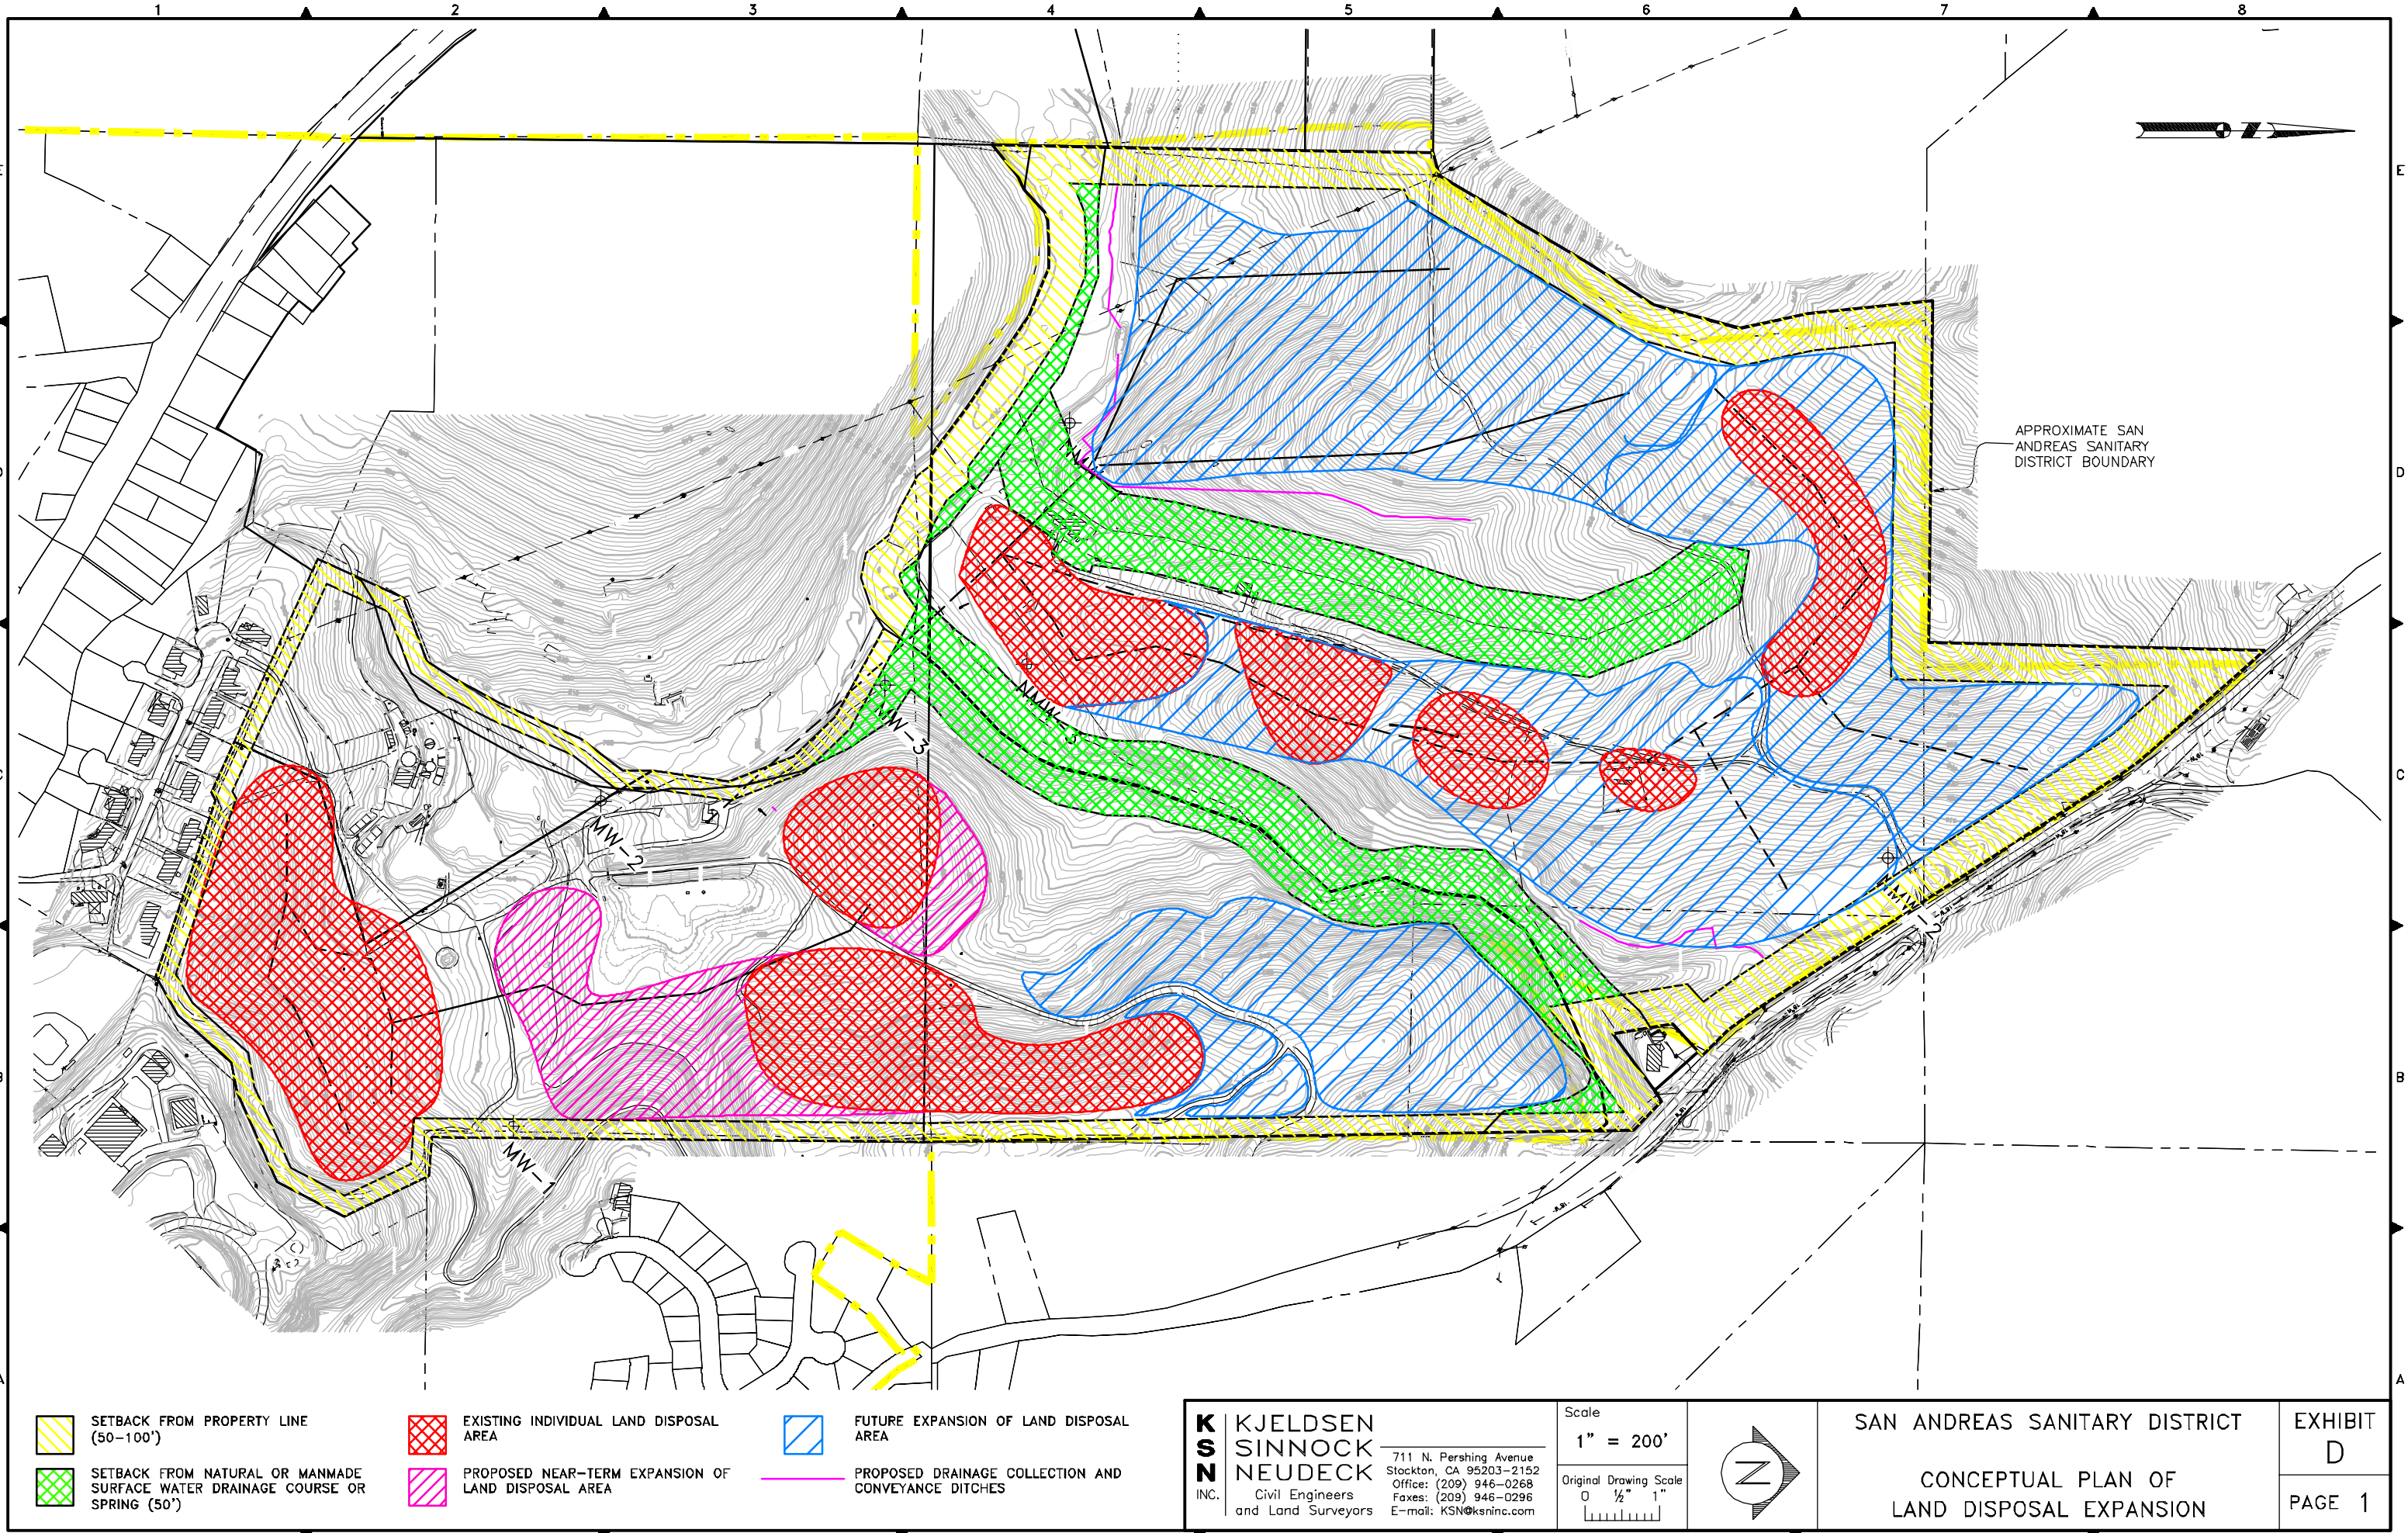 1 2 3 4 5 6 7 8
E
APPROXIMATE SAN
ANDREAS SANITARY
DISTRICT BOUNDARY
D
NMW-3
MW-3
C
MW-2
B
MW-1
A
SETBACK FROM PROPERTY LINE
(50-100')
SETBACK FROM NATURAL OR MANMADE
SURFACE WATER DRAINAGE COURSE OR
SPRING (50')
EXISTING INDIVIDUAL LAND DISPOSAL
AREA
PROPOSED NEAR-TERM EXPANSION OF
LAND DISPOSAL AREA
FUTURE EXPANSION OF LAND DISPOSAL
AREA
PROPOSED DRAINAGE COLLECTION AND
CONVEYANCE DITCHES
K KJELDSEN
S SINNOCK
N NEUDECK
INC. Civil Engineers
and Land Surveyors
711 N. Pershing Avenue
Stockton, CA 95203-2152
Office: (209) 946-0268
Faxes: (209) 946-0296
E-mail: KSN@ksninc.com
Scale
1" = 200'
Original Drawing Scale
0 ½" 1"
N
SAN ANDREAS SANITARY DISTRICT
CONCEPTUAL PLAN OF
LAND DISPOSAL EXPANSION
EXHIBIT
D
PAGE 1